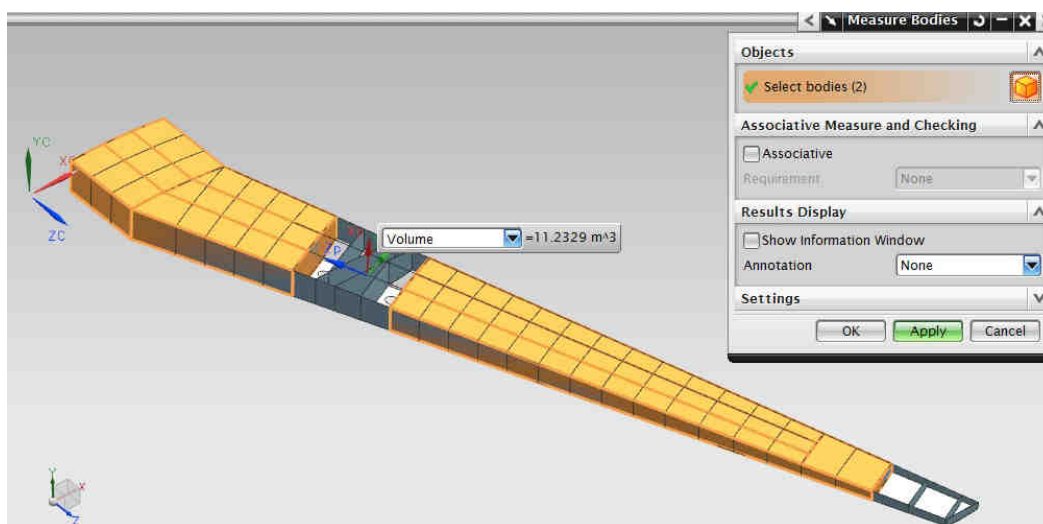 Measure Bodies
Objects
Select bodies (2)
Associative Measure and Checking
Associative
Requirement None
Results Display
Show Information Window
Annotation None
Settings
OK Apply Cancel
YC
XC
ZC
Volume =11.2329 m^3
Y
X
Z